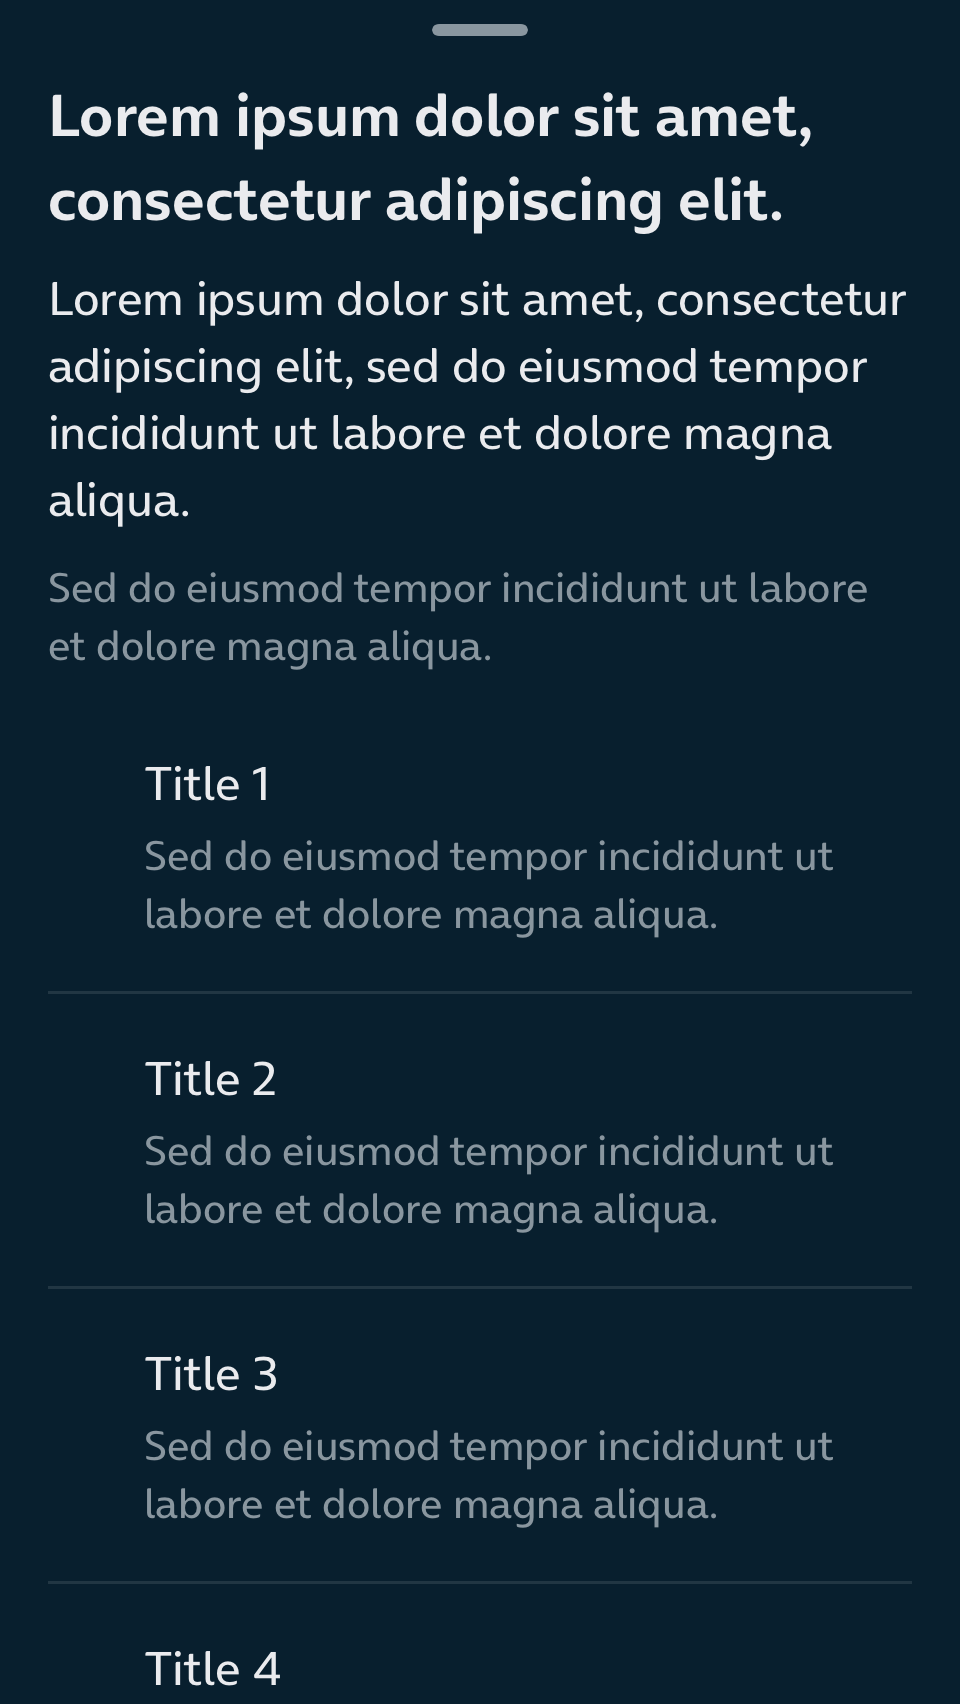 Lorem ipsum dolor sit amet,
consectetur adipiscing elit.
Lorem ipsum dolor sit amet, consectetur
adipiscing elit, sed do eiusmod tempor
incididunt ut labore et dolore magna
aliqua.
Sed do eiusmod tempor incididunt ut labore
et dolore magna aliqua.
Title 1
Sed do eiusmod tempor incididunt ut
labore et dolore magna aliqua.
Title 2
Sed do eiusmod tempor incididunt ut
labore et dolore magna aliqua.
Title 3
Sed do eiusmod tempor incididunt ut
labore et dolore magna aliqua.
Title 4